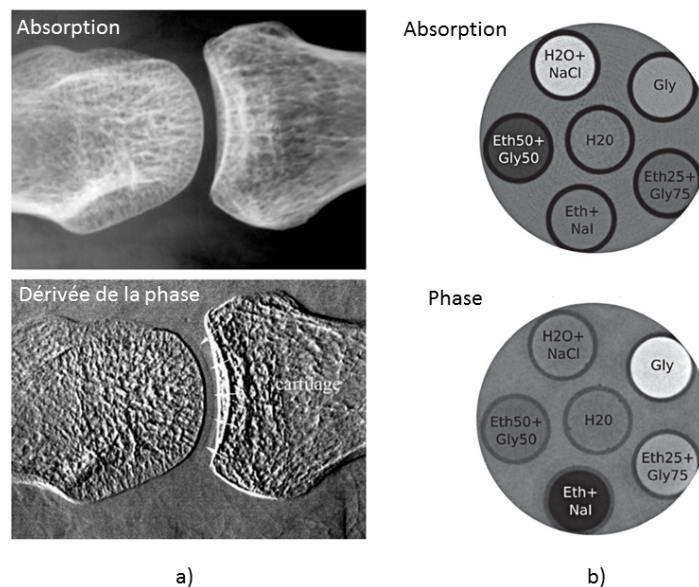 Absorption
Dérivée de la phase
cartilage
a)
Absorption
H2O+
NaCl
Gly
Eth50+
Gly50
H20
Eth25+
Gly75
Eth+
NaI
Phase
H2O+
NaCl
Gly
Eth50+
Gly50
H20
Eth25+
Gly75
Eth+
NaI
b)